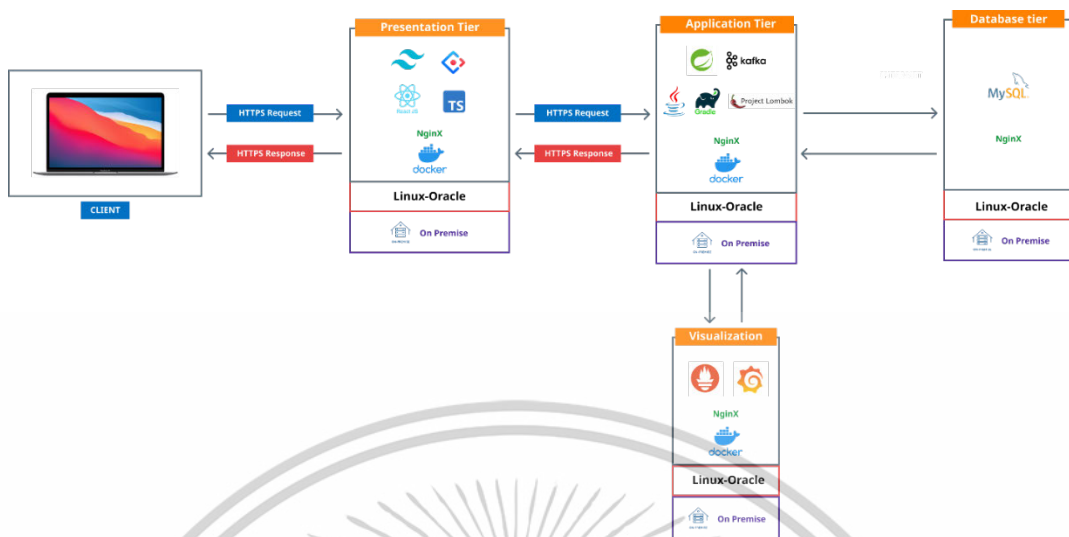 Presentation Tier
Application Tier
Database tier
kafka
React JS
TS
Gradle
Project Lombok
MySQL
HTTPS Request
HTTPS Request
HTTPS Response
HTTPS Response
NginX
docker
NginX
docker
NginX
CLIENT
Linux-Oracle
Linux-Oracle
Linux-Oracle
On Premise
On Premise
On Premise
Visualization
NginX
docker
Linux-Oracle
On Premise